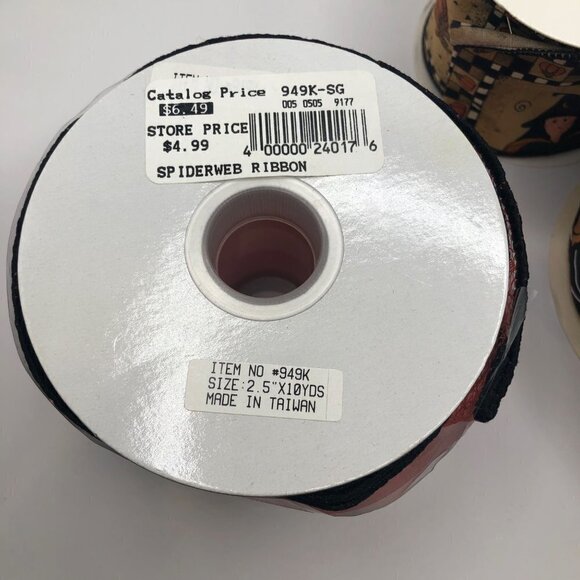 ITEM
Catalog Price 949K-SG
$6.49 005 0505 9177
STORE PRICE
$4.99 4 00000 24017 6
SPIDERWEB RIBBON
ITEM NO #949K
SIZE:2.5"X10YDS
MADE IN TAIWAN